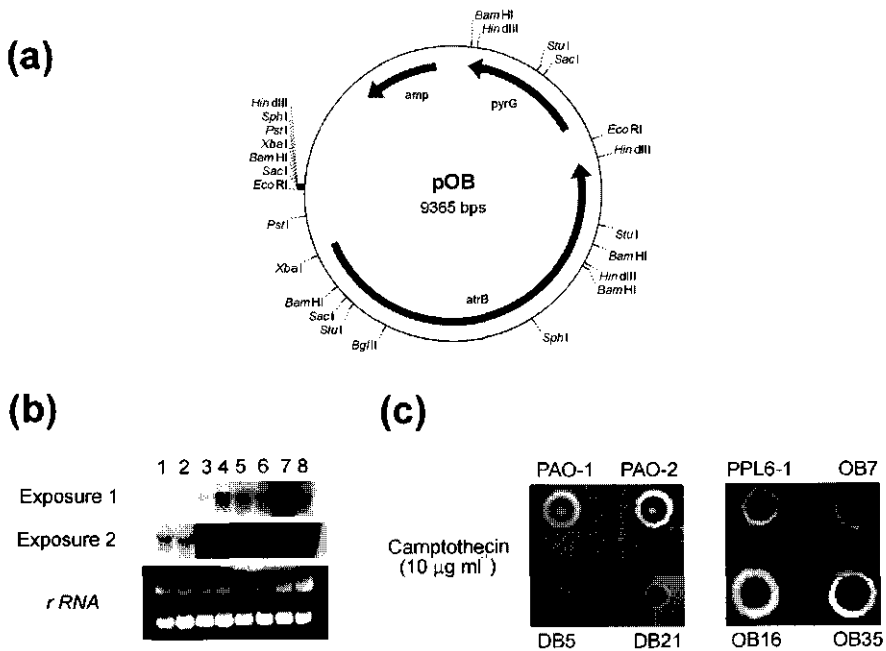 (a)
BamHI
HindIII
StuI
SacI
EcoRI
HindIII
StuI
BamHI
HindIII
BamHI
SphI
BglII
StuI
SacI
BamHI
XbaI
PstI
EcoRI
SacI
BamHI
XbaI
PstI
SphI
HindIII
amp
pyrG
atrB
pOB
9365 bps
(b)
1 2 3 4 5 6 7 8
Exposure 1
Exposure 2
r RNA
(c)
PAO-1 PAO-2 PPL6-1 OB7
Camptothecin
(10 µg ml )
DB5 DB21 OB16 OB35